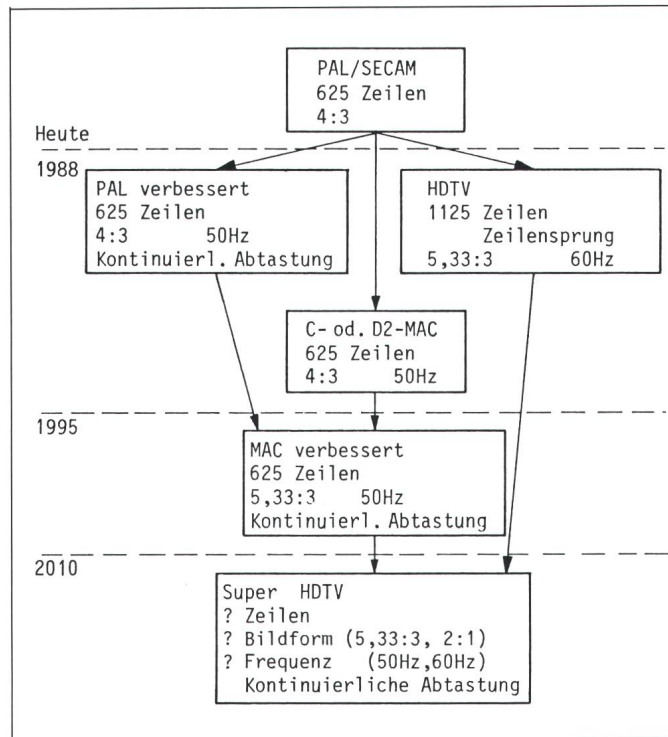 PAL/SECAM
625 Zeilen
4:3
Heute
1988
PAL verbessert
625 Zeilen
4:3 50Hz
Kontinuierl. Abtastung
HDTV
1125 Zeilen
Zeilensprung
5,33:3 60Hz
C- od. D2-MAC
625 Zeilen
4:3 50Hz
1995
MAC verbessert
625 Zeilen
5,33:3 50Hz
Kontinuierl. Abtastung
2010
Super HDTV
? Zeilen
? Bildform (5,33:3, 2:1)
? Frequenz (50Hz,60Hz)
Kontinuierliche Abtastung